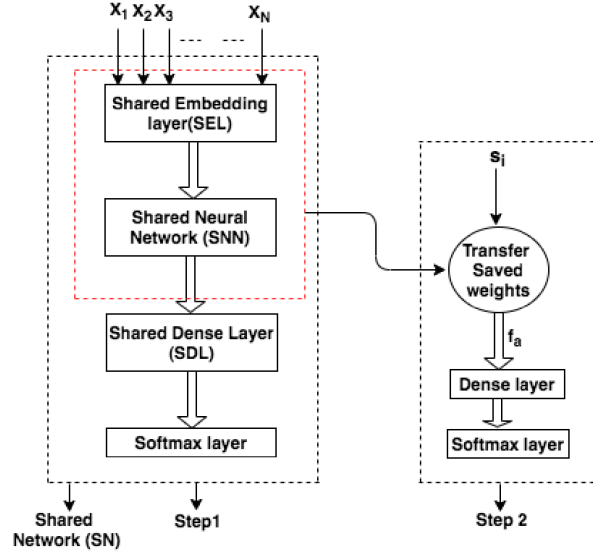 X1 X2 X3 XN
Shared Embedding
layer(SEL)
Shared Neural
Network (SNN)
Shared Dense Layer
(SDL)
Softmax layer
Shared
Network (SN)
Step1
si
Transfer
Saved
weights
fa
Dense layer
Softmax layer
Step 2